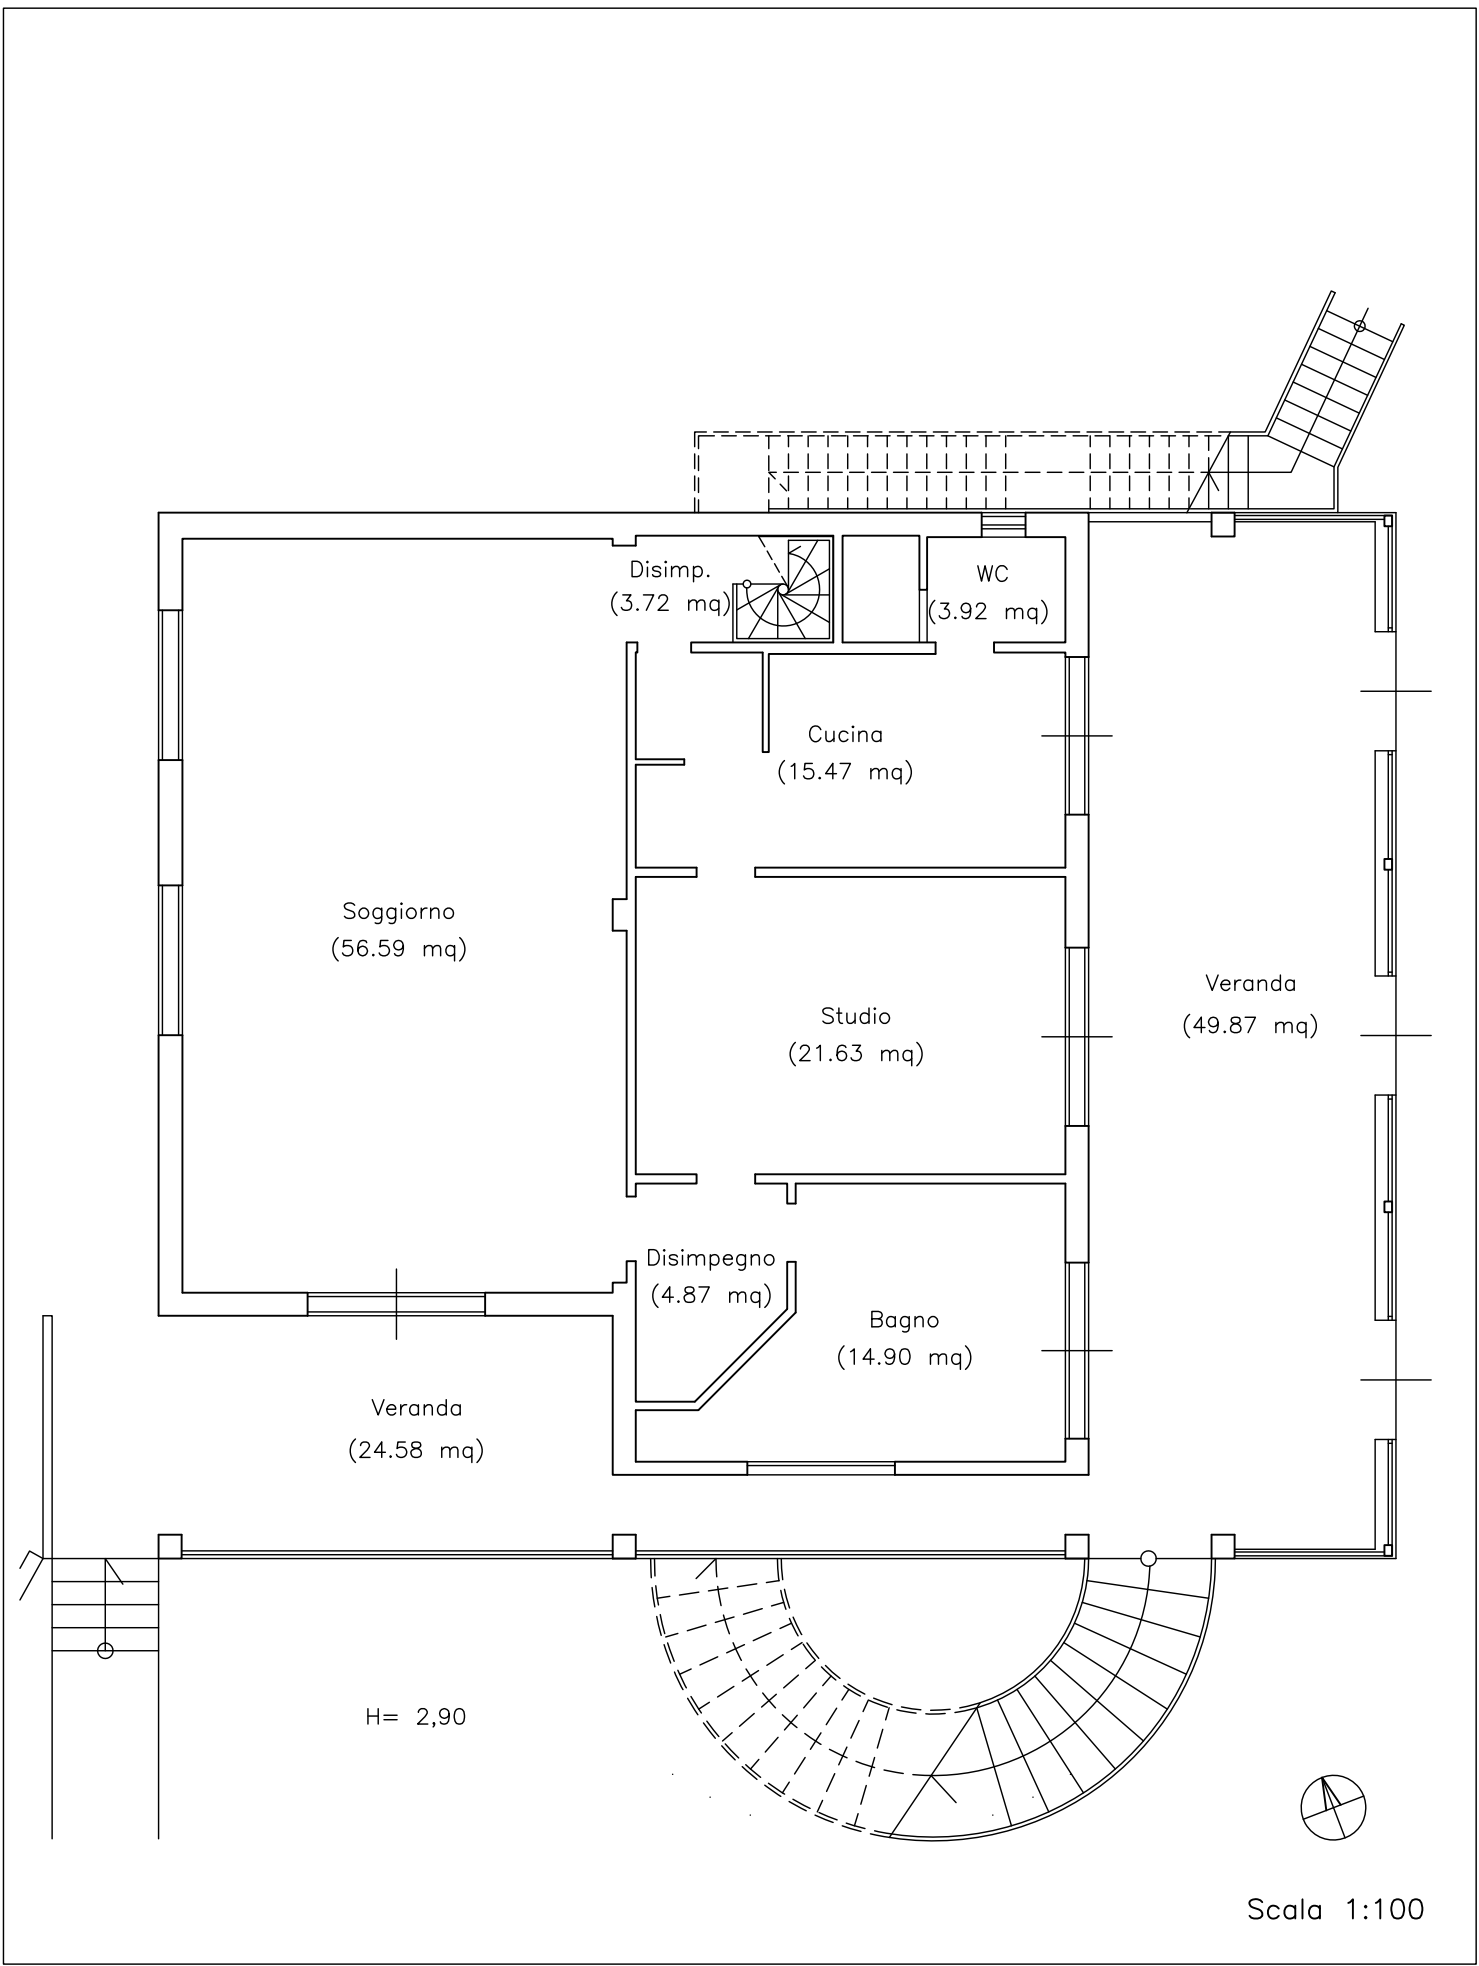 Disimp.
(3.72 mq)
WC
(3.92 mq)
Cucina
(15.47 mq)
Soggiorno
(56.59 mq)
Veranda
(49.87 mq)
Studio
(21.63 mq)
Disimpegno
(4.87 mq)
Bagno
(14.90 mq)
Veranda
(24.58 mq)
H= 2,90
Scala 1:100